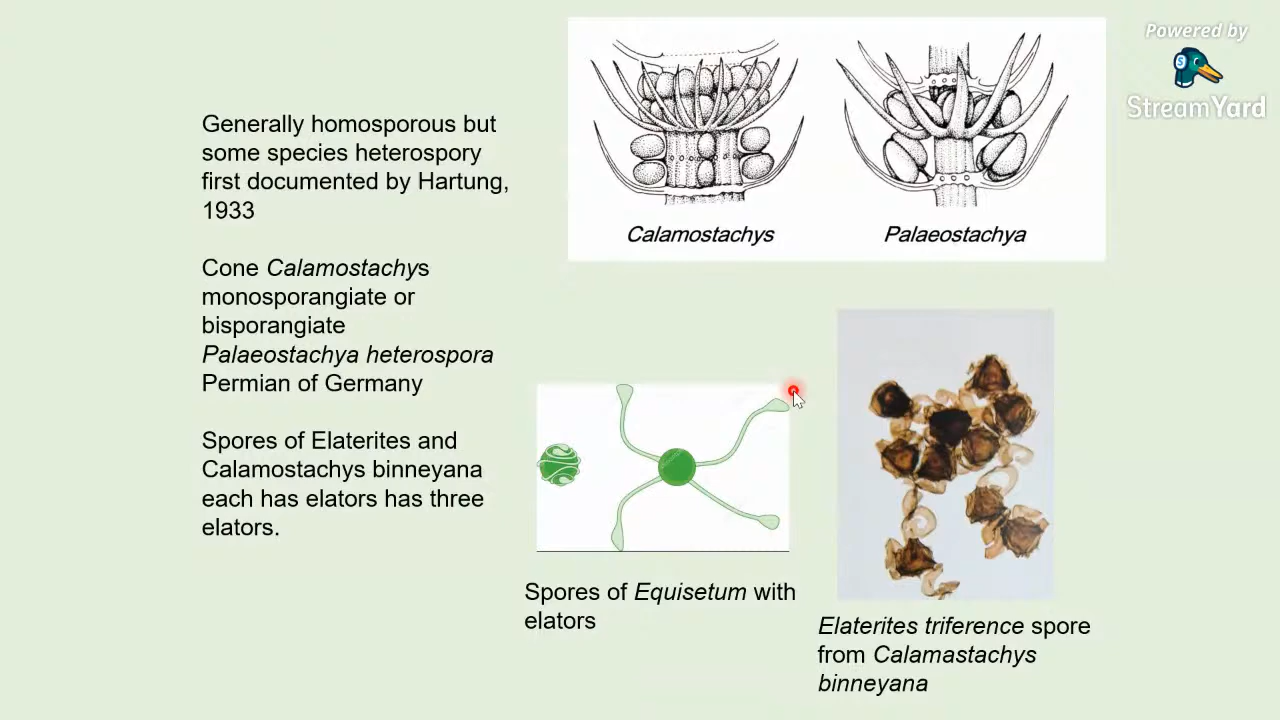 Powered by
StreamYard
Generally homosporous but
some species heterospory
first documented by Hartung,
1933
Cone Calamostachys
monosporangiate or
bisporangiate
Palaeostachya heterospora
Permian of Germany
Spores of Elaterites and
Calamostachys binneyana
each has elators has three
elators.
Calamostachys
Palaeostachya
Spores of Equisetum with
elators
Elaterites triference spore
from Calamastachys
binneyana